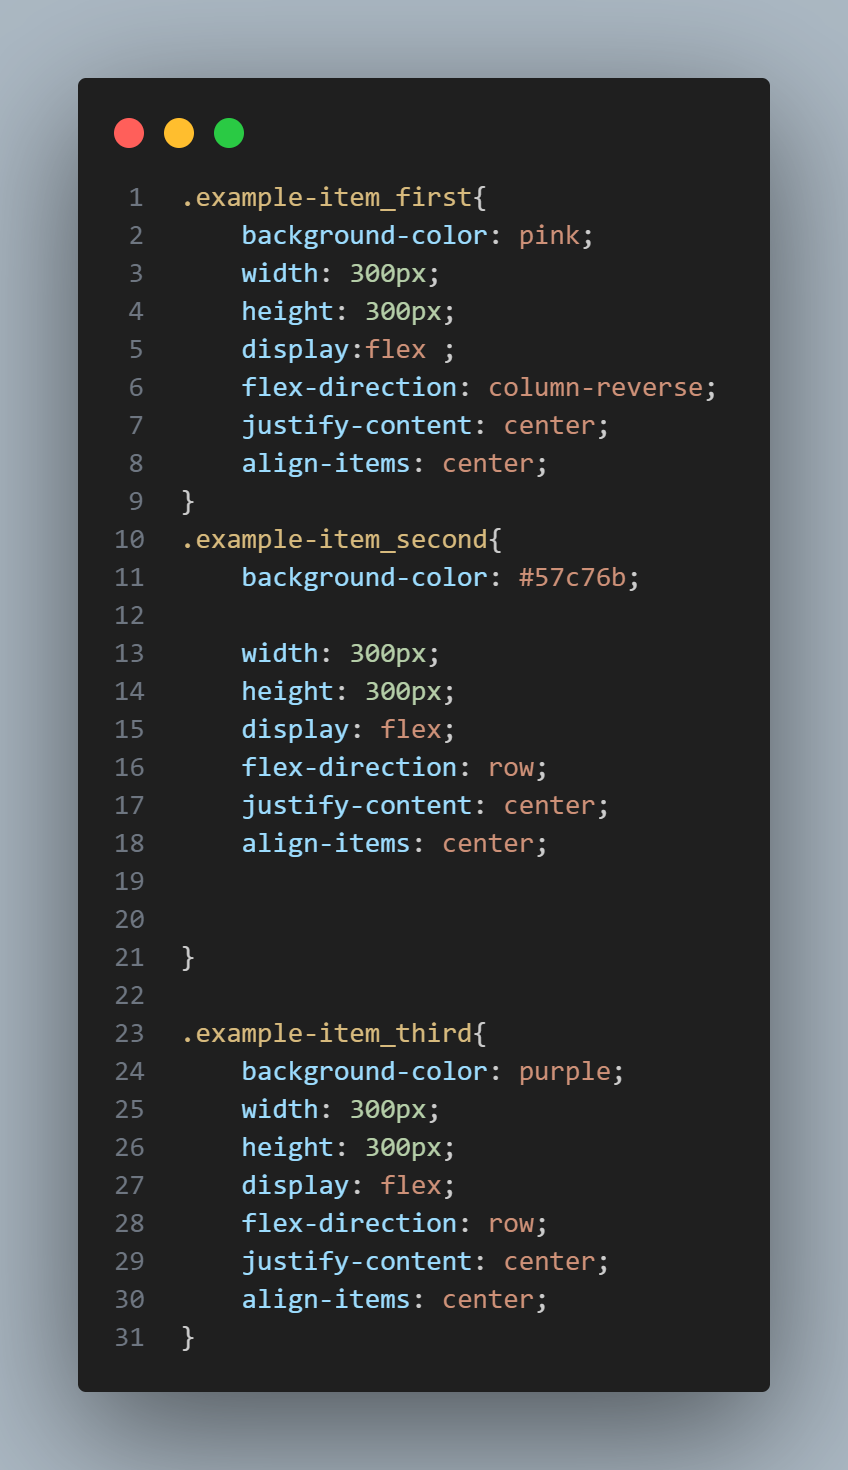 1 .example-item_first{
2     background-color: pink;
3     width: 300px;
4     height: 300px;
5     display:flex ;
6     flex-direction: column-reverse;
7     justify-content: center;
8     align-items: center;
9 }
10 .example-item_second{
11     background-color: #57c76b;
12
13     width: 300px;
14     height: 300px;
15     display: flex;
16     flex-direction: row;
17     justify-content: center;
18     align-items: center;
19
20
21 }
22
23 .example-item_third{
24     background-color: purple;
25     width: 300px;
26     height: 300px;
27     display: flex;
28     flex-direction: row;
29     justify-content: center;
30     align-items: center;
31 }